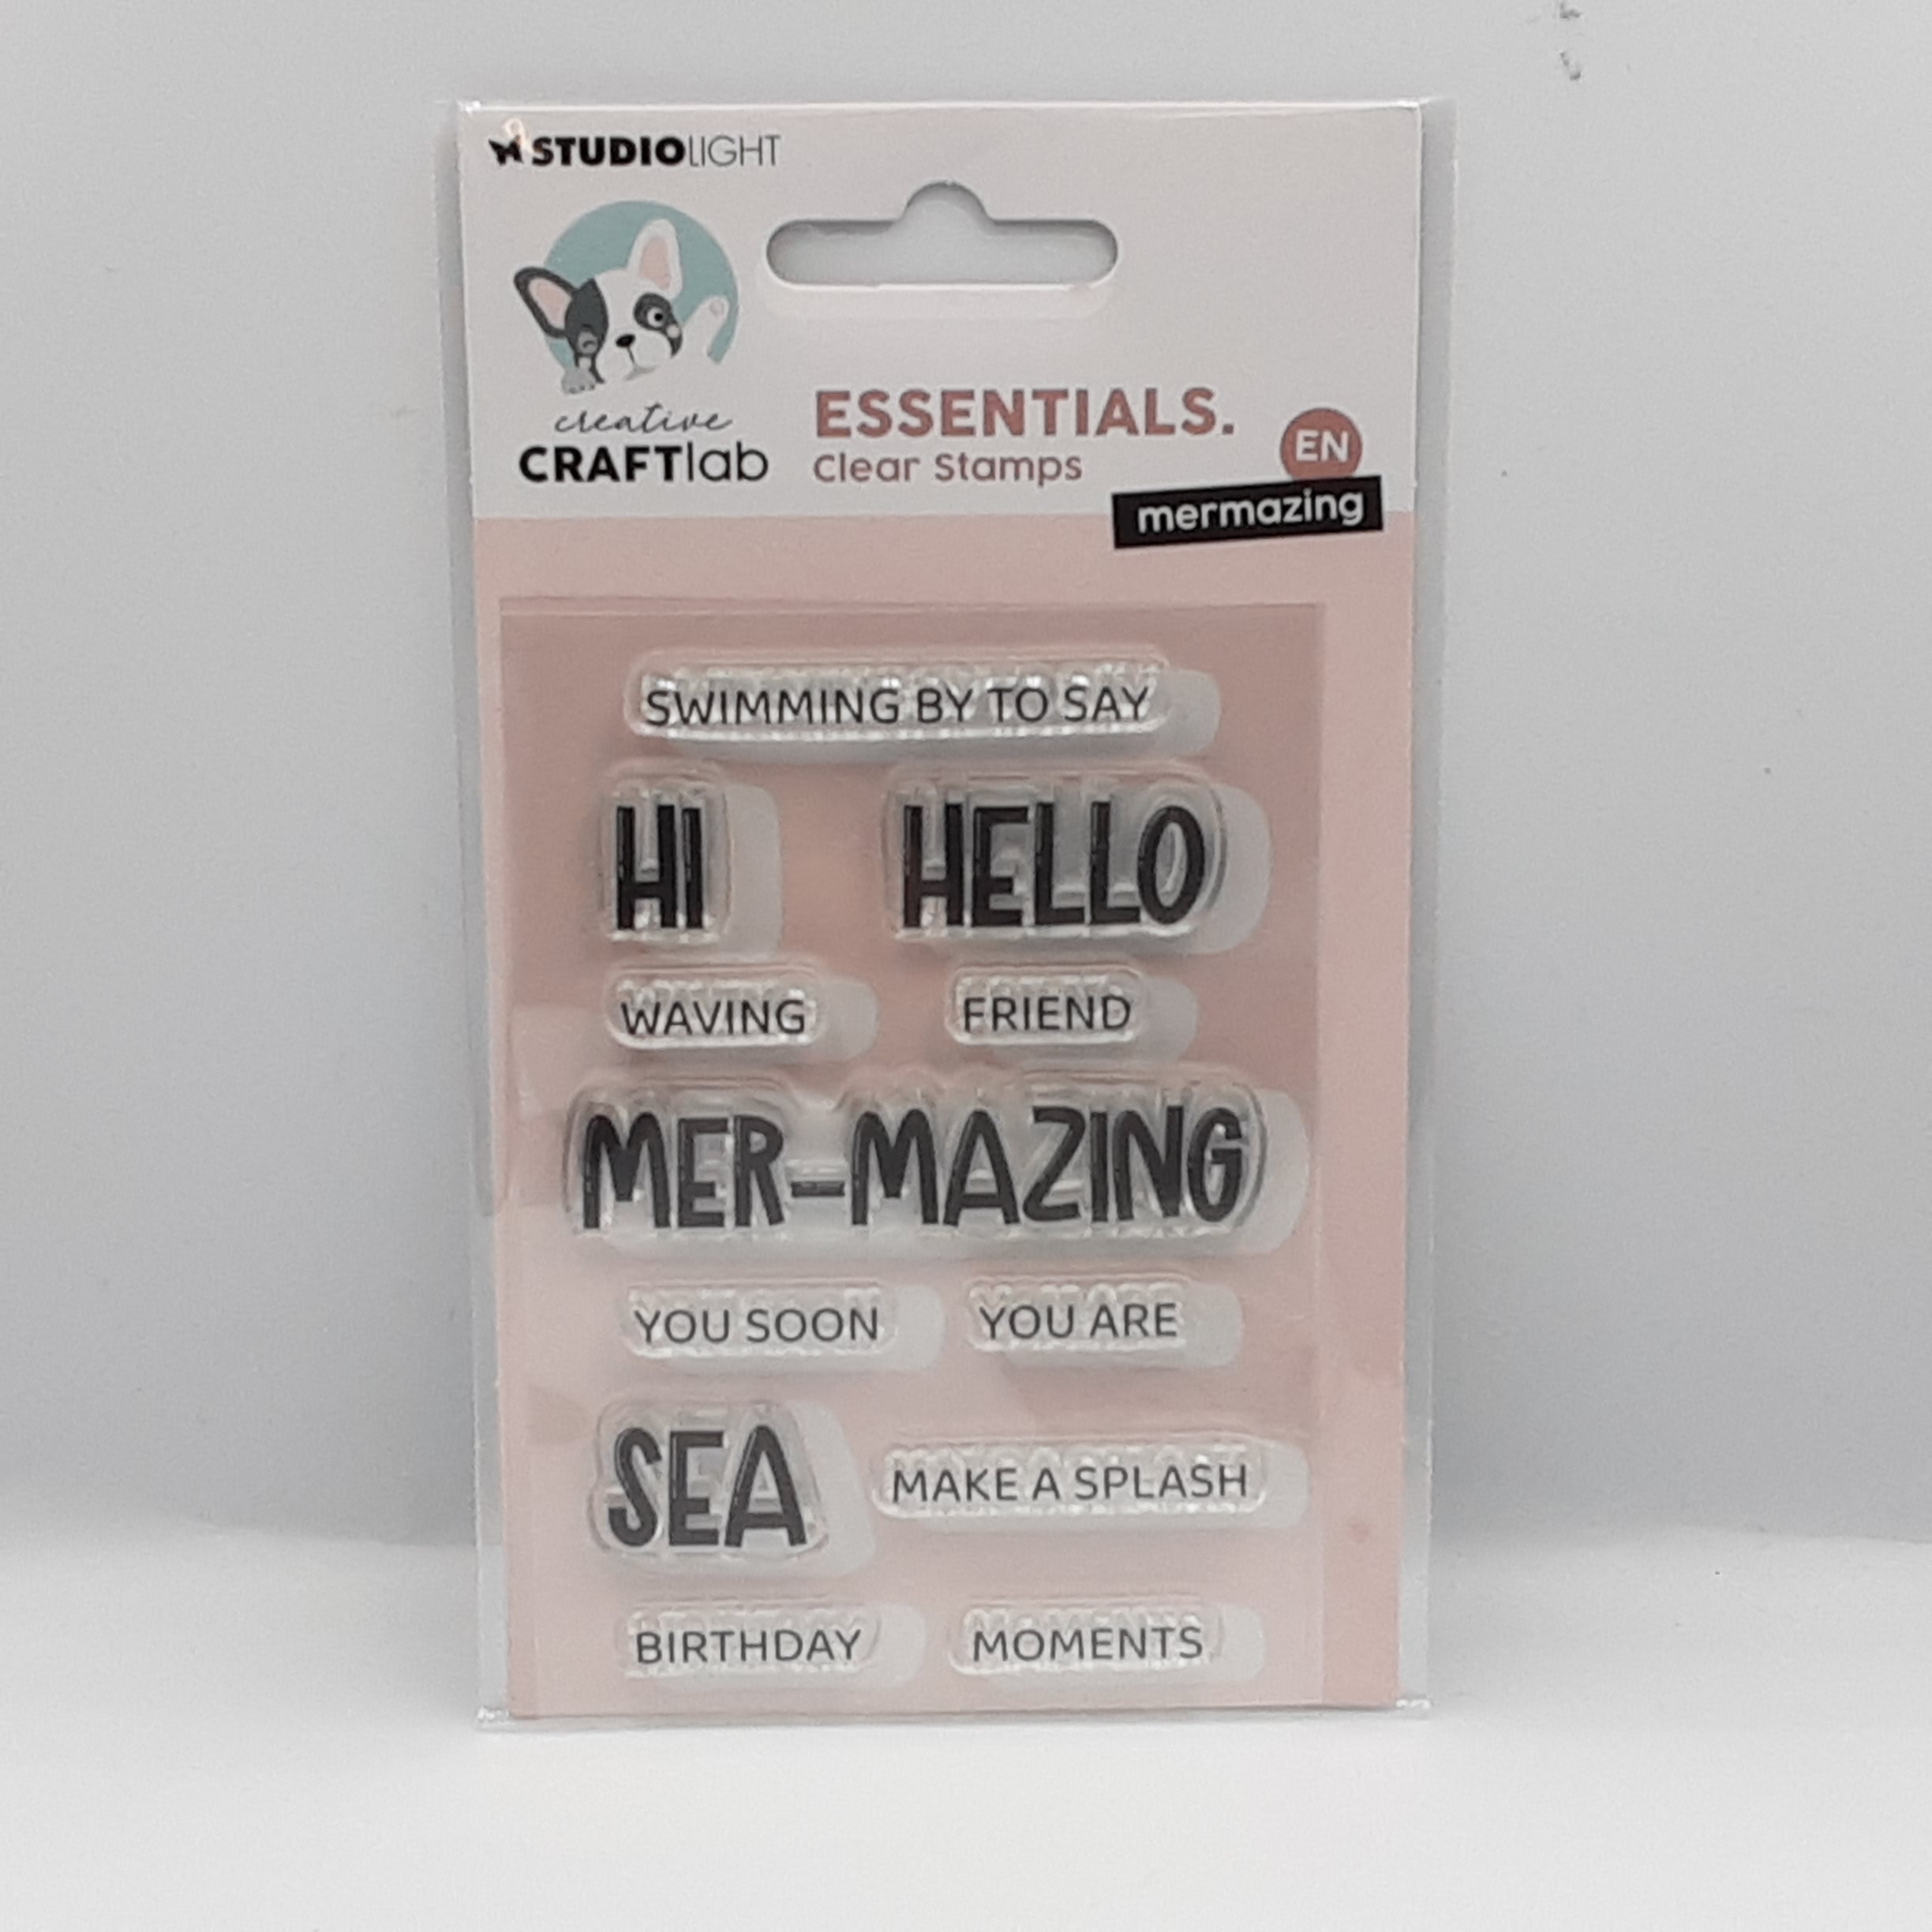 STUDIOLIGHT
creative
CRAFTlab
ESSENTIALS.
Clear Stamps
EN
mermazing
SWIMMING BY TO SAY
HI HELLO
WAVING FRIEND
MER-MAZING
YOU SOON YOU ARE
SEA MAKE A SPLASH
BIRTHDAY MOMENTS